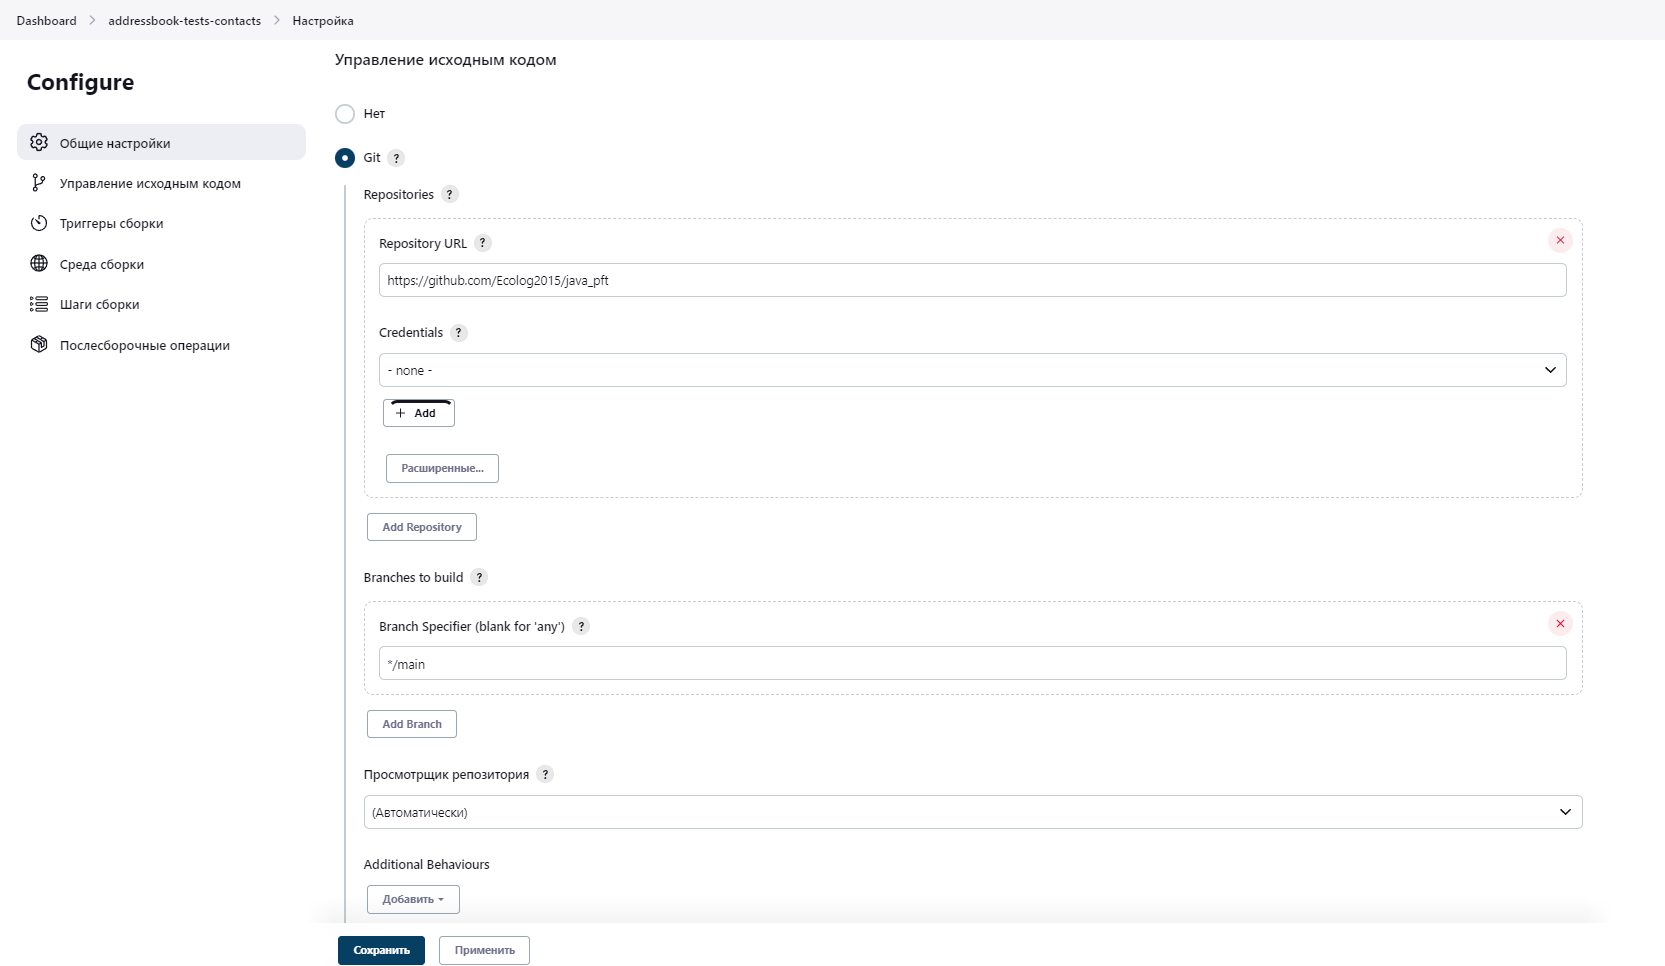 Dashboard > addressbook-tests-contacts > Настройка
Configure
Общие настройки
Управление исходным кодом
Триггеры сборки
Среда сборки
Шаги сборки
Послесборочные операции
Управление исходным кодом
Нет
Git ?
Repositories ?
Repository URL ?
https://github.com/Ecolog2015/java_pft
Credentials ?
- none -
+ Add
Расширенные...
Add Repository
Branches to build ?
Branch Specifier (blank for 'any') ?
*/main
Add Branch
Просмотрщик репозитория ?
(Автоматически)
Additional Behaviours
Добавить
Сохранить Применить